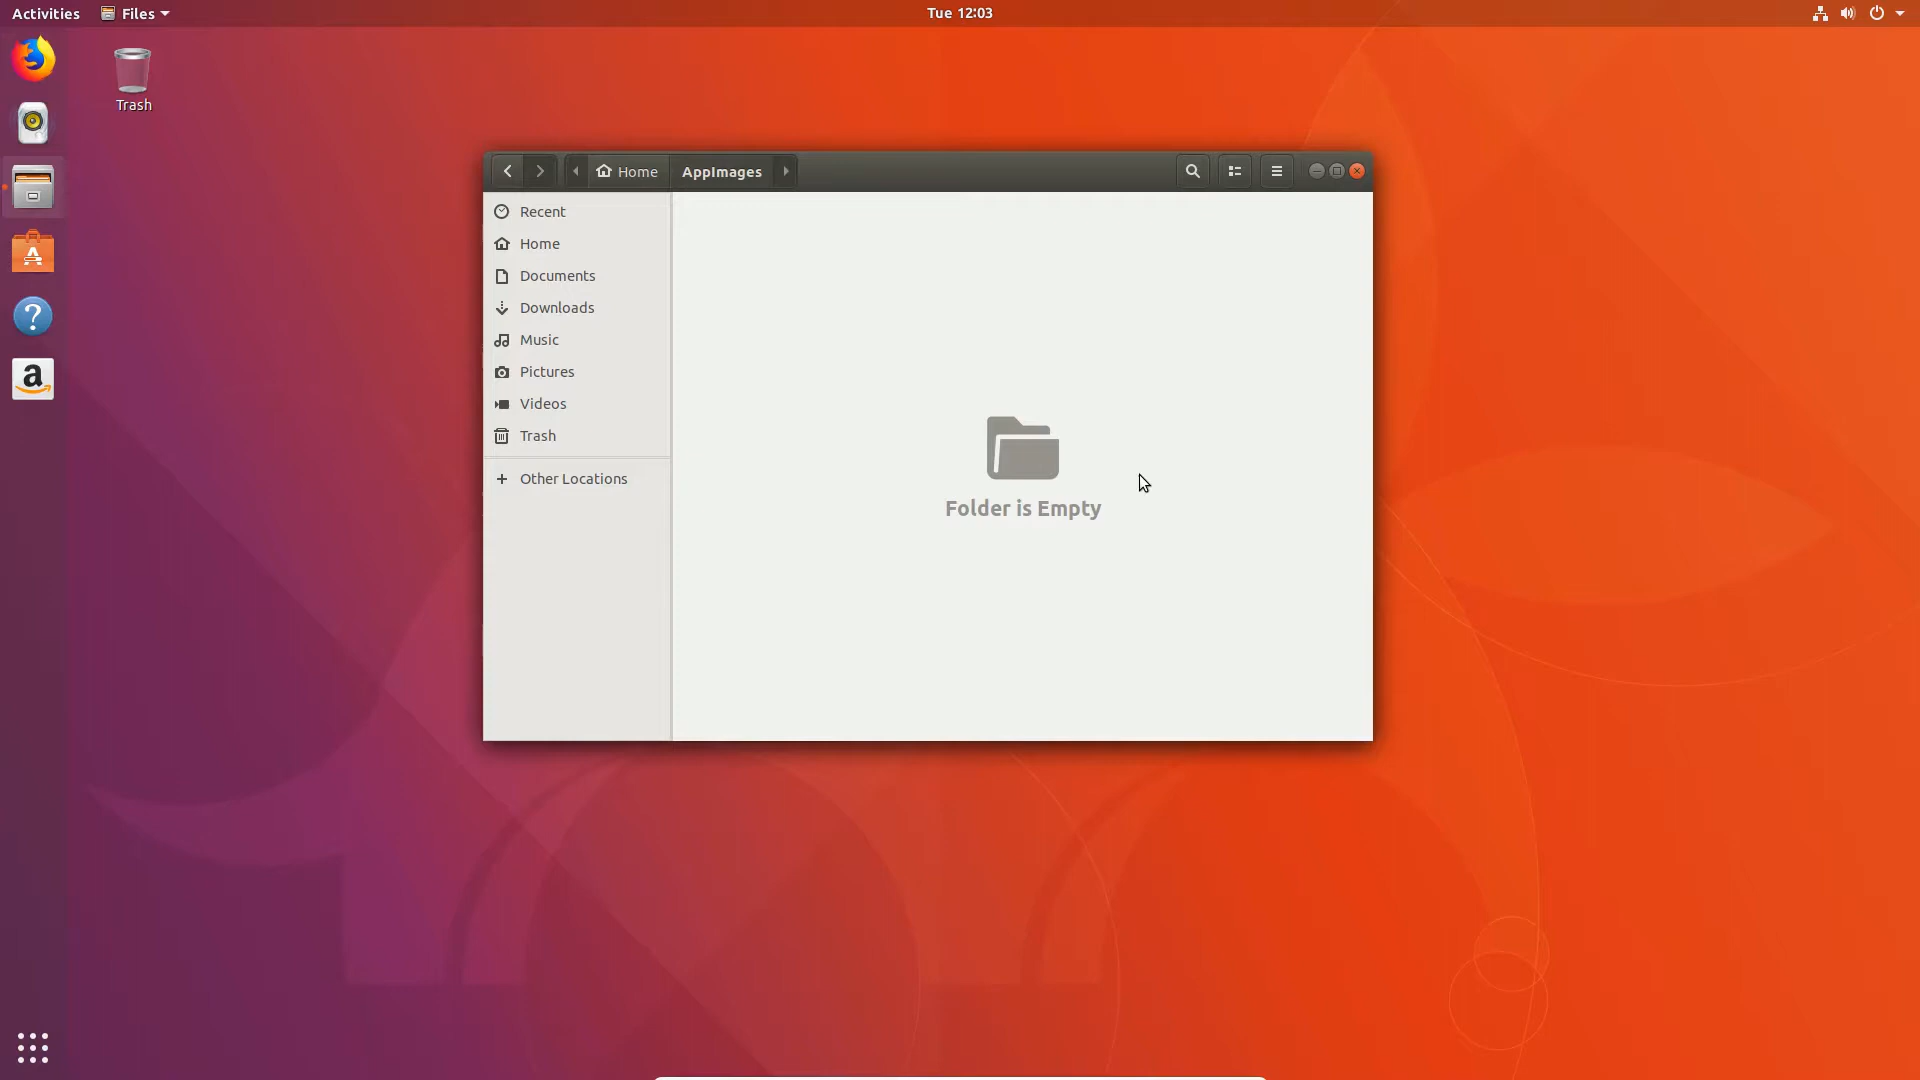 Activities
Files
Tue 12:03
Trash
Home
AppImages
Recent
Home
Documents
Downloads
Music
Pictures
Videos
Trash
Other Locations
Folder is Empty